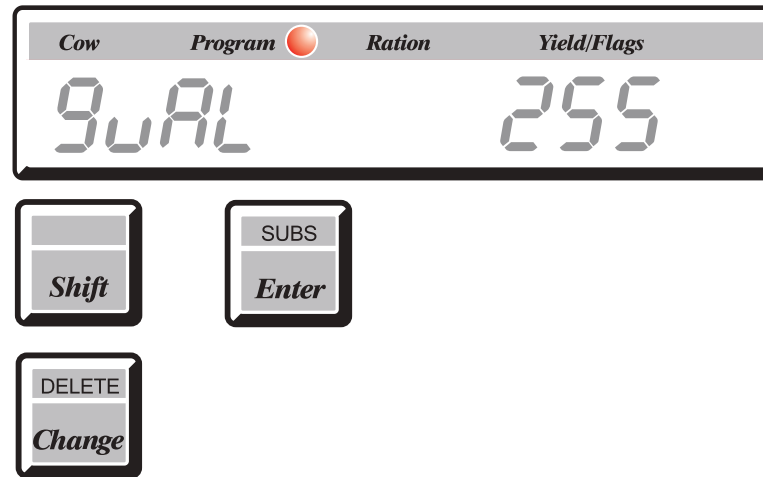 Cow Program Ration Yield/Flags
9uAL 255
SUBS
Shift Enter
DELETE
Change